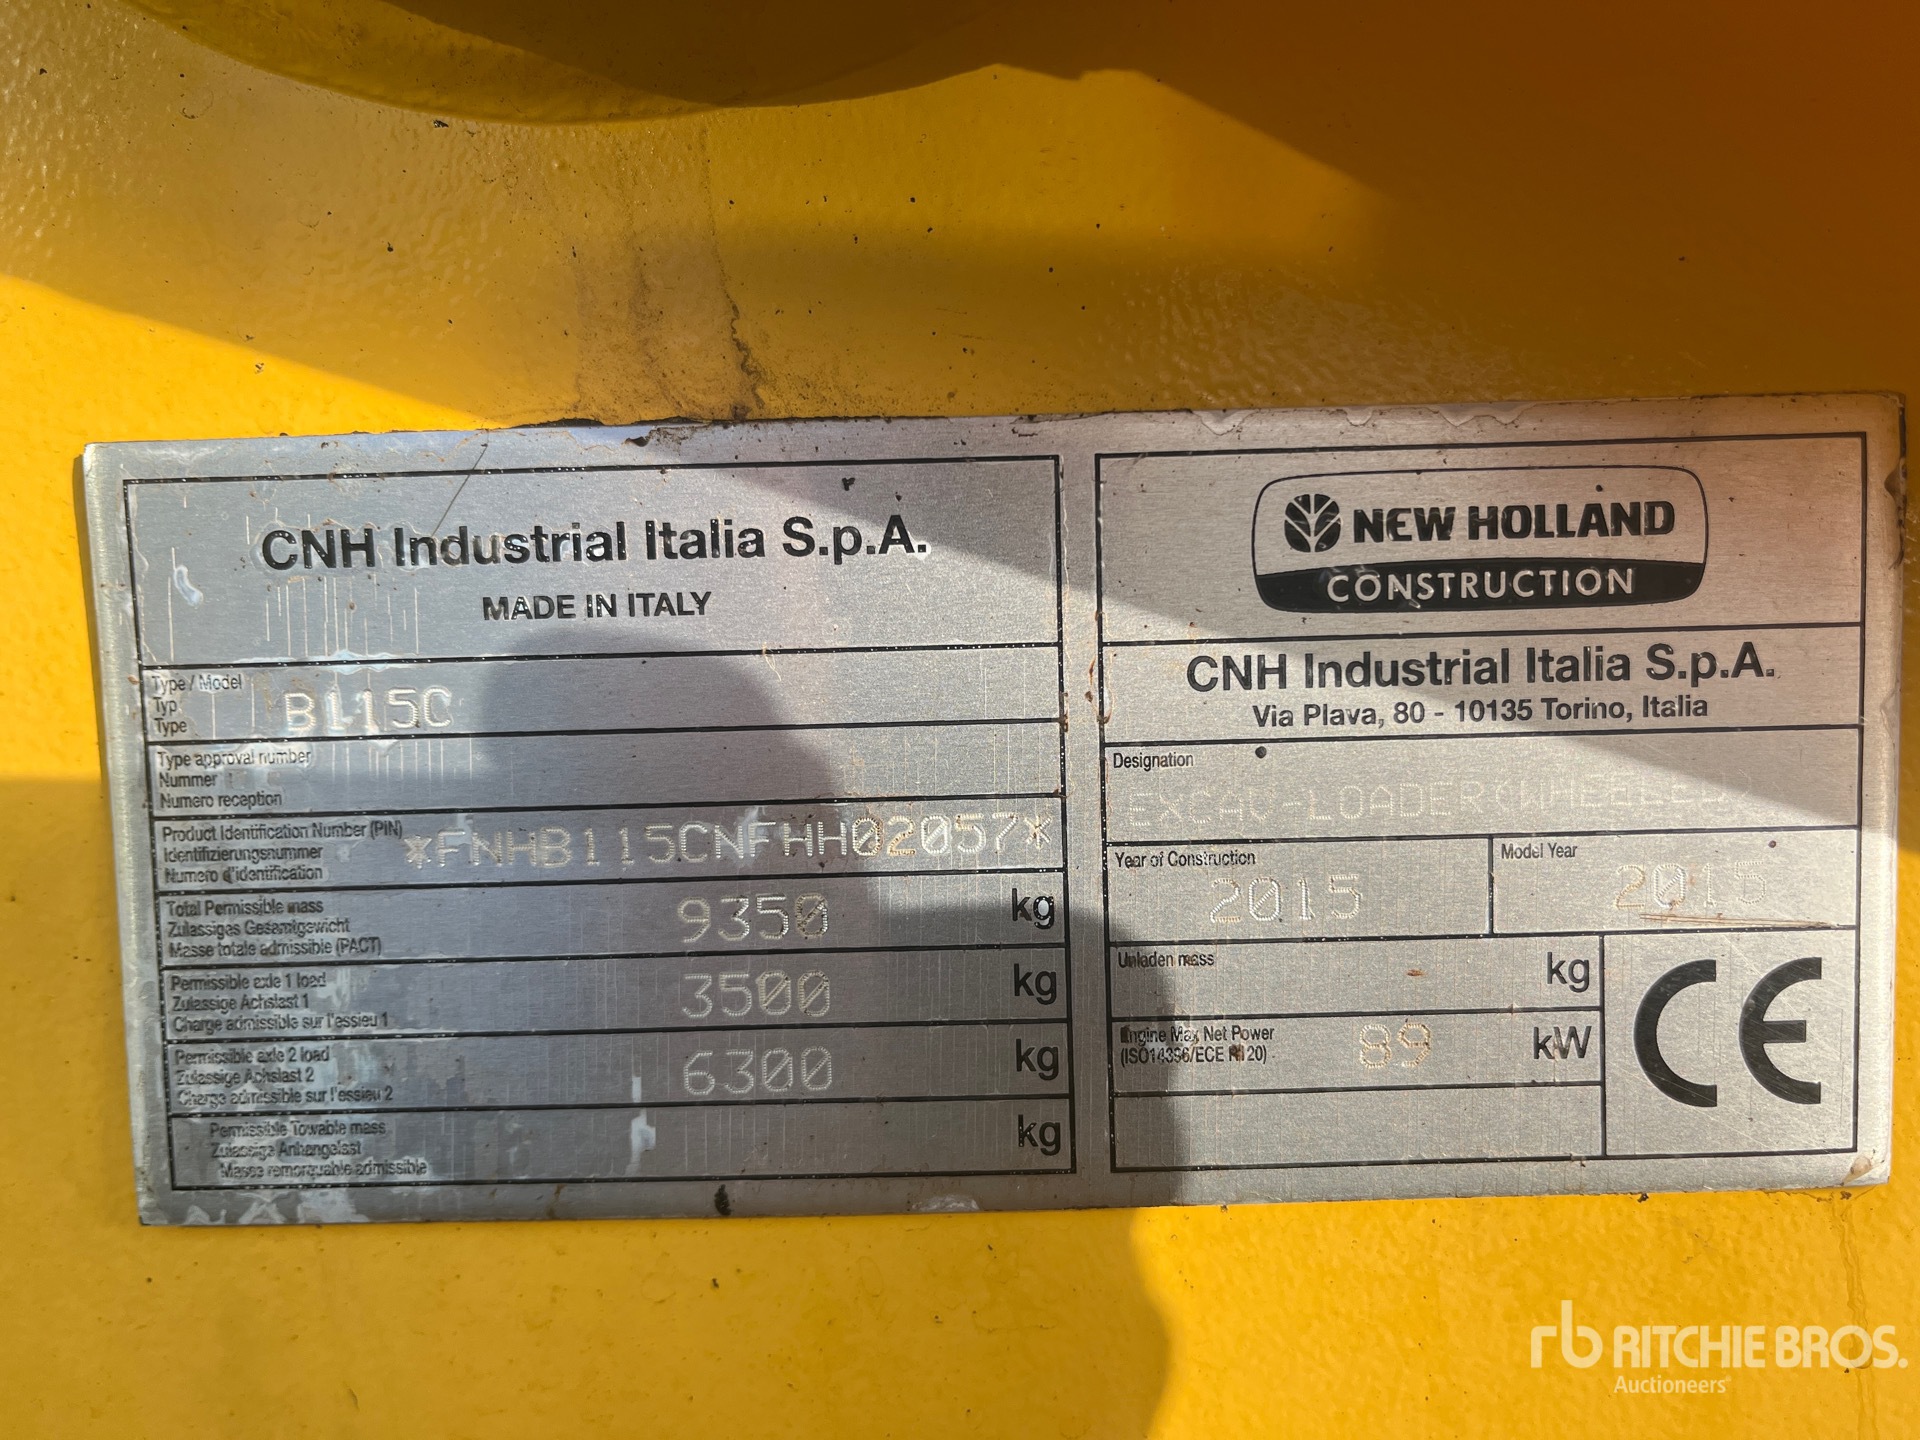 CNH Industrial Italia S.p.A.
MADE IN ITALY
Type / Model
Typ
Type
B115C
Type approval number
Nummer
Numero reception
Product Identification Number (PIN)
Identifizierungsnummer
Numero d'identification
*FNHB115CNFHH02057*
Total Permissible mass
Zulassiges Gesamtgewicht
Masse totale admissible (PACT)
9350 kg
Permissible axle 1 load
Zulassige Achslast 1
Charge admissible sur l'essieu 1
3500 kg
Permissible axle 2 load
Zulassige Achslast 2
Charge admissible sur l'essieu 2
6300 kg
Permissible Towable mass
Zulassige Anhangelast
Masse remorquable admissible
kg
NEW HOLLAND
CONSTRUCTION
CNH Industrial Italia S.p.A.
Via Plava, 80 - 10135 Torino, Italia
Designation
Year of Construction
2015
Model Year
2015
Unladen mass
kg
Engine Max Net Power
(ISO14396/ECE R120)
89 kW
CE
rb RITCHIE BROS.
Auctioneers